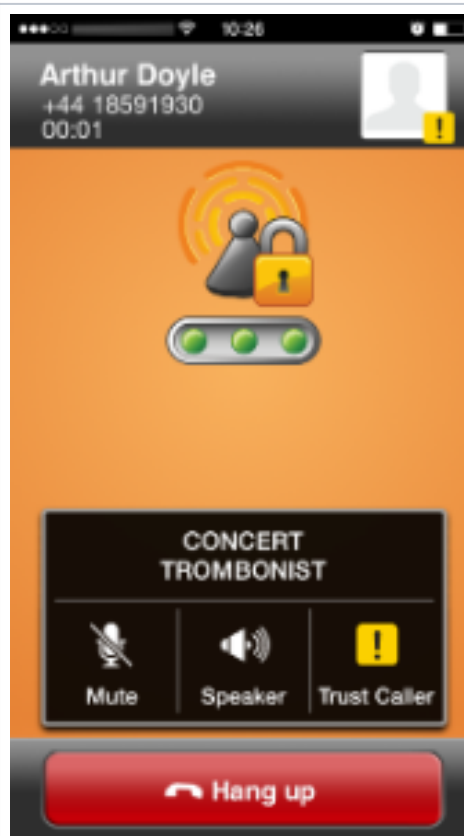 10:26
Arthur Doyle
+44 18591930
00:01
!
CONCERT
TROMBONIST
!
Mute Speaker Trust Caller
Hang up